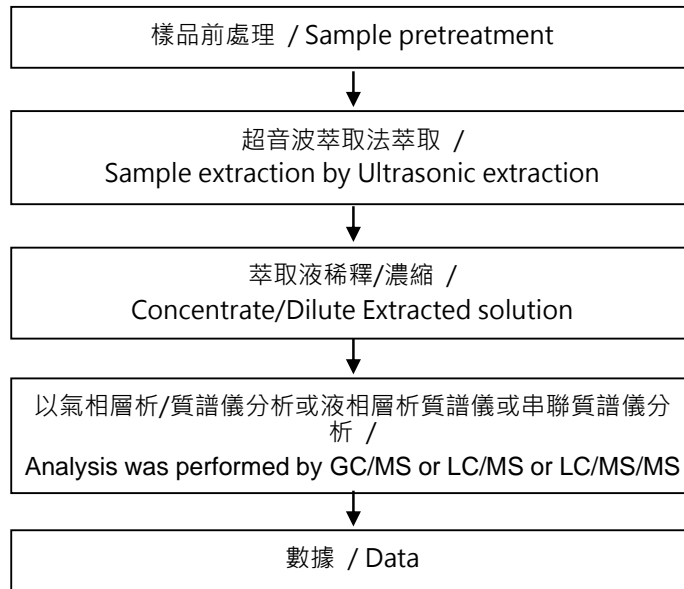 樣品前處理 / Sample pretreatment
超音波萃取法萃取 /
Sample extraction by Ultrasonic extraction
萃取液稀釋/濃縮 /
Concentrate/Dilute Extracted solution
以氣相層析/質譜儀分析或液相層析質譜儀或串聯質譜儀分
析 /
Analysis was performed by GC/MS or LC/MS or LC/MS/MS
數據 / Data